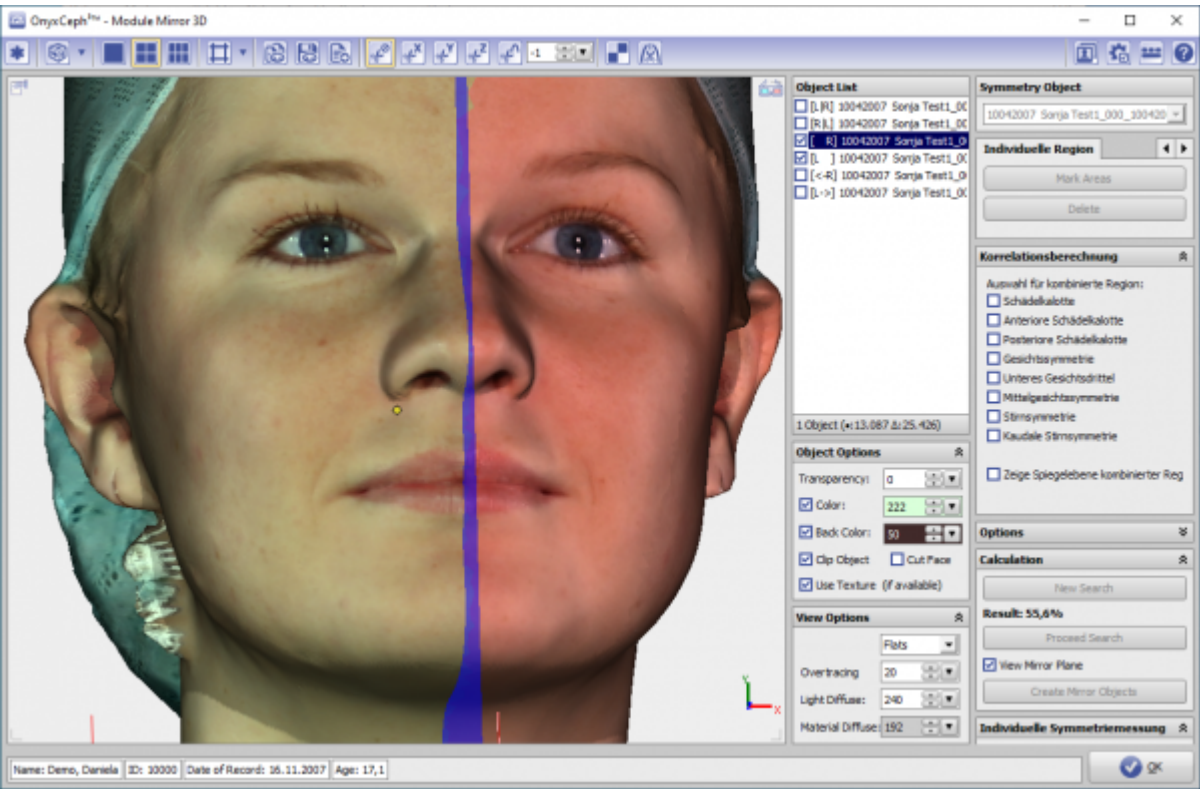 OnyxCeph³™ - Module Mirror 3D
-1
Object List
[L|R] 10042007 Sonja Test1_00
[R|L] 10042007 Sonja Test1_00
[ R] 10042007 Sonja Test1_0
[L ] 10042007 Sonja Test1_00
[<-R] 10042007 Sonja Test1_00
[L->] 10042007 Sonja Test1_00
1 Object (•:13.087 Δ:25.426)
Object Options
Transparency: 0
Color: 222
Back Color: 50
Clip Object Cut Face
Use Texture (if available)
View Options
Flats
Overtracing 20
Light Diffuse: 240
Material Diffuse: 192
Symmetry Object
10042007 Sonja Test1_000_100420
Individuelle Region
Mark Areas
Delete
Korrelationsberechnung
Auswahl für kombinierte Region:
Schädelkalotte
Anteriore Schädelkalotte
Posteriore Schädelkalotte
Gesichtssymmetrie
Unteres Gesichtsdrittel
Mittelgesichtssymmetrie
Stirnsymmetrie
Kaudale Stirnsymmetrie
Zeige Spiegelebene kombinierter Reg
Options
Calculation
New Search
Result: 55,6%
Proceed Search
View Mirror Plane
Create Mirror Objects
Individuelle Symmetriemessung
Y
X
Name: Demo, Daniela ID: 10000 Date of Record: 16.11.2007 Age: 17,1
OK